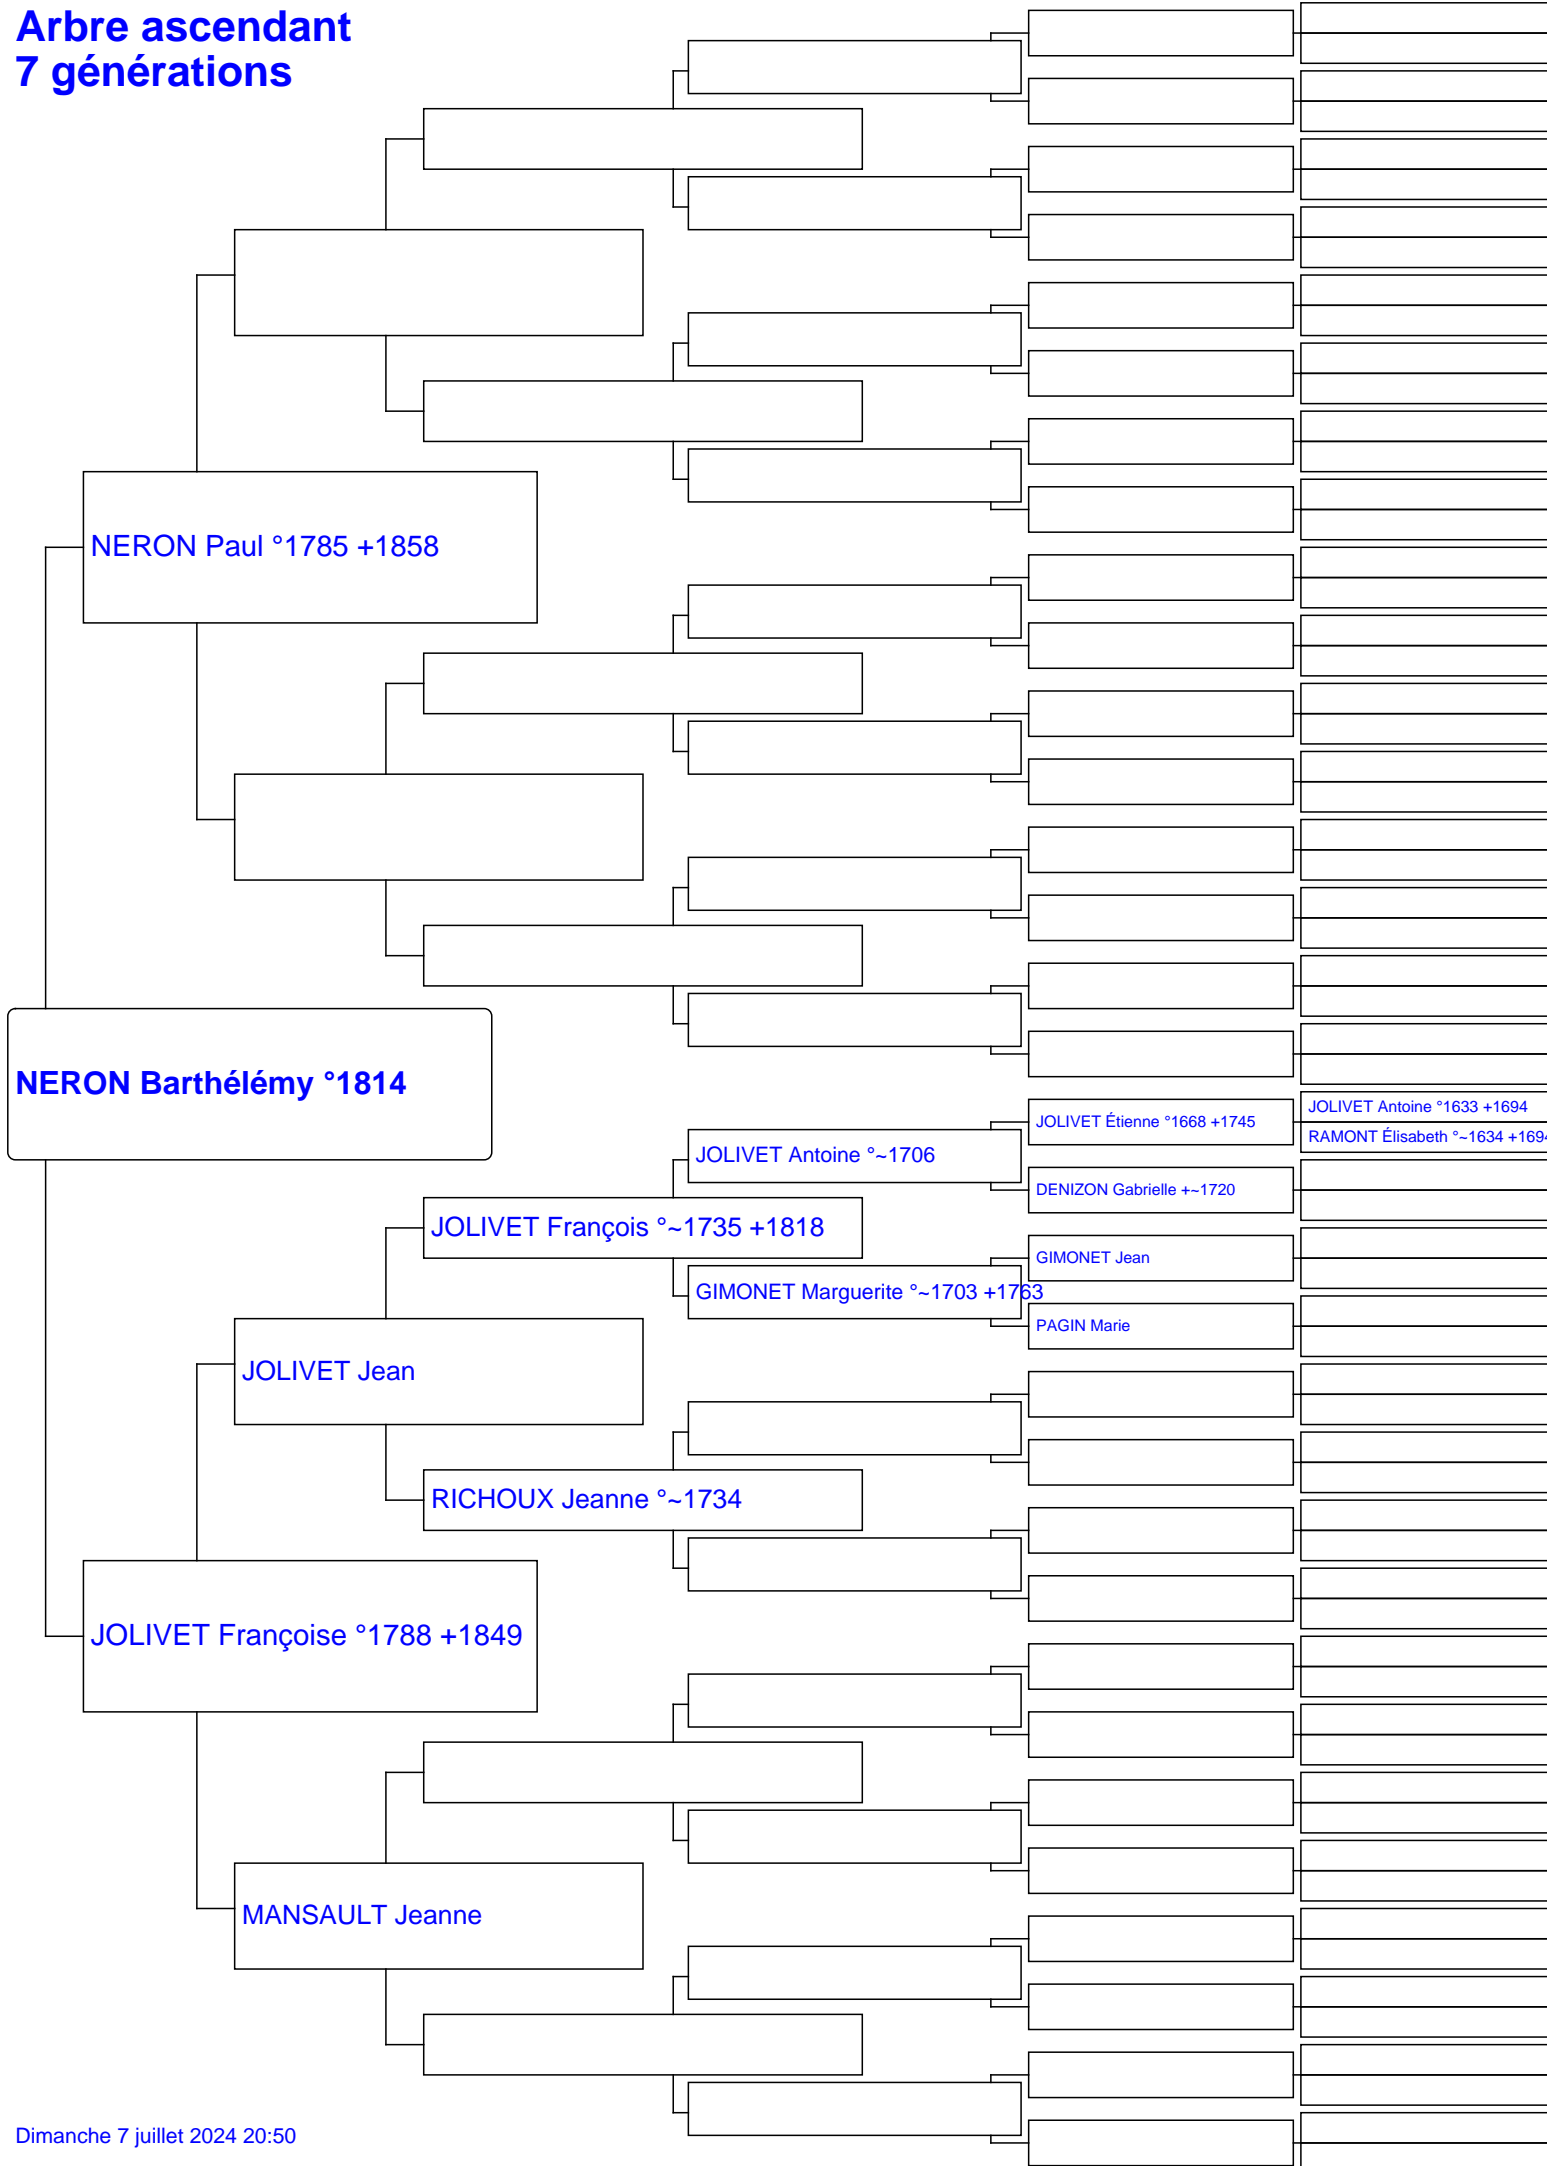 Arbre ascendant
7 générations
NERON Paul °1785 +1858
NERON Barthélémy °1814
JOLIVET Étienne °1668 +1745
JOLIVET Antoine °1633 +1694
RAMONT Élisabeth °~1634 +1694
JOLIVET Antoine °~1706
DENIZON Gabrielle +~1720
JOLIVET François °~1735 +1818
GIMONET Jean
GIMONET Marguerite °~1703 +1763
PAGIN Marie
JOLIVET Jean
RICHOUX Jeanne °~1734
JOLIVET Françoise °1788 +1849
MANSAULT Jeanne
Dimanche 7 juillet 2024 20:50